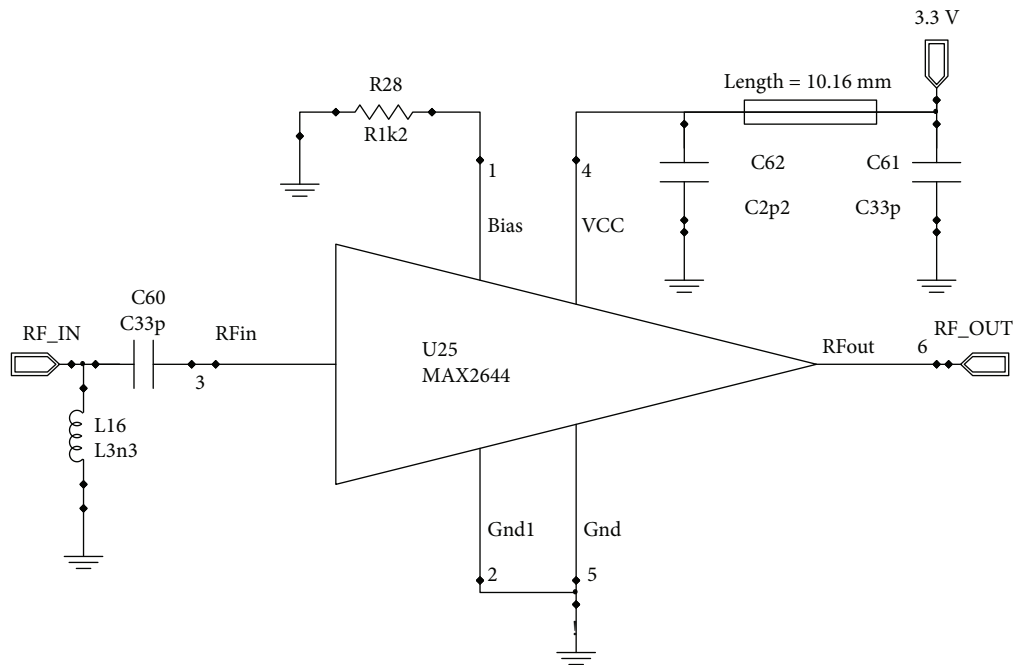 3.3 V
Length = 10.16 mm
R28
R1k2
1
4
C62
C61
C2p2
C33p
Bias
VCC
C60
C33p
RF_IN
RFin
3
U25
MAX2644
RFout
6
RF_OUT
L16
L3n3
Gnd1
Gnd
2
5
!